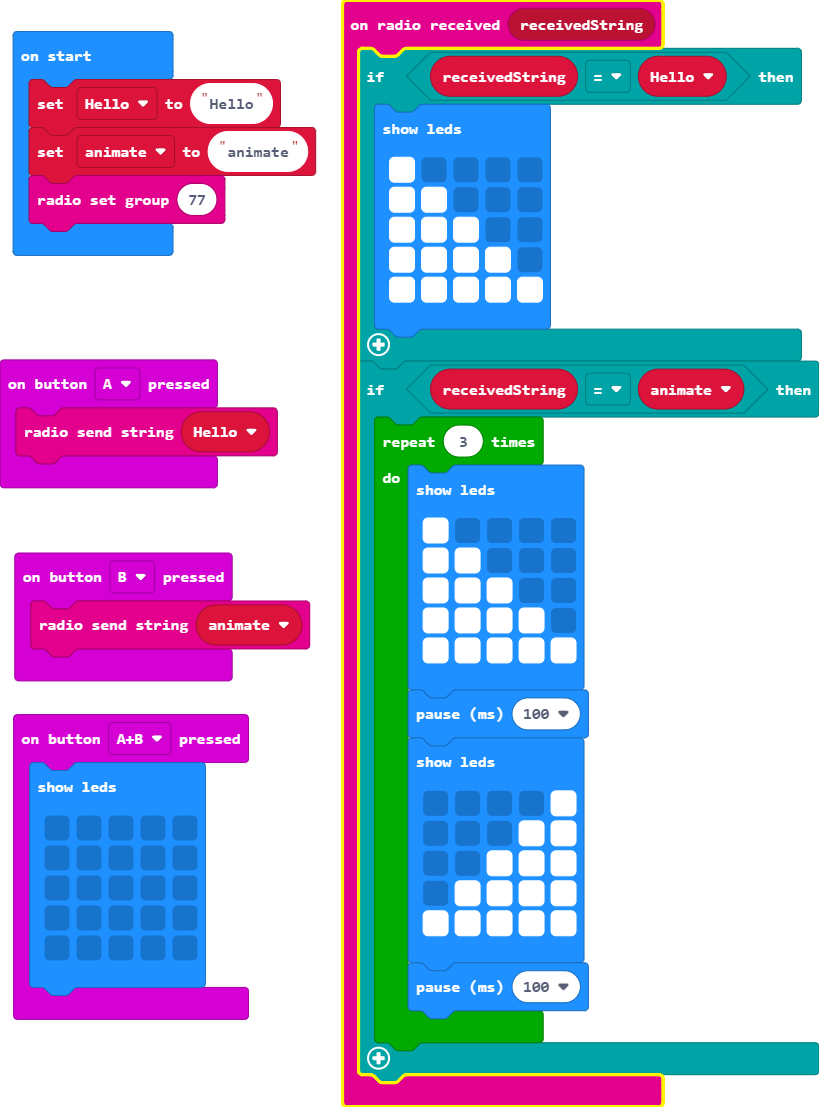 on start
set Hello to "Hello"
set animate to "animate"
radio set group 77
on button A pressed
radio send string Hello
on button B pressed
radio send string animate
on button A+B pressed
show leds
on radio received receivedString
if receivedString = Hello then
show leds
if receivedString = animate then
repeat 3 times
do
show leds
pause (ms) 100
show leds
pause (ms) 100